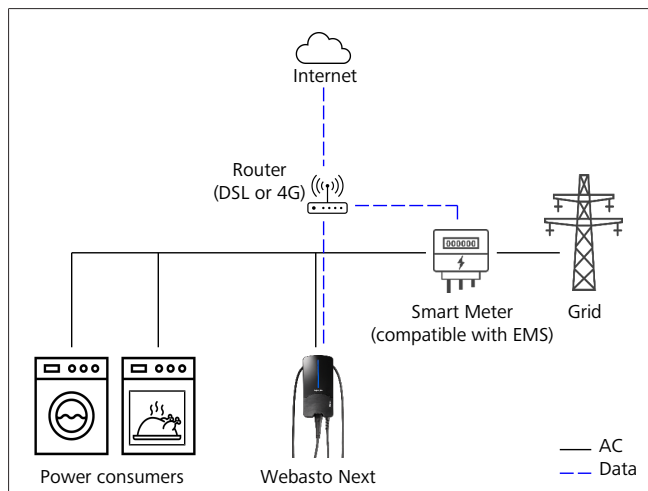 Internet
Router
(DSL or 4G)
000000
Smart Meter
(compatible with EMS)
Grid
Power consumers
Webasto Next
AC
Data